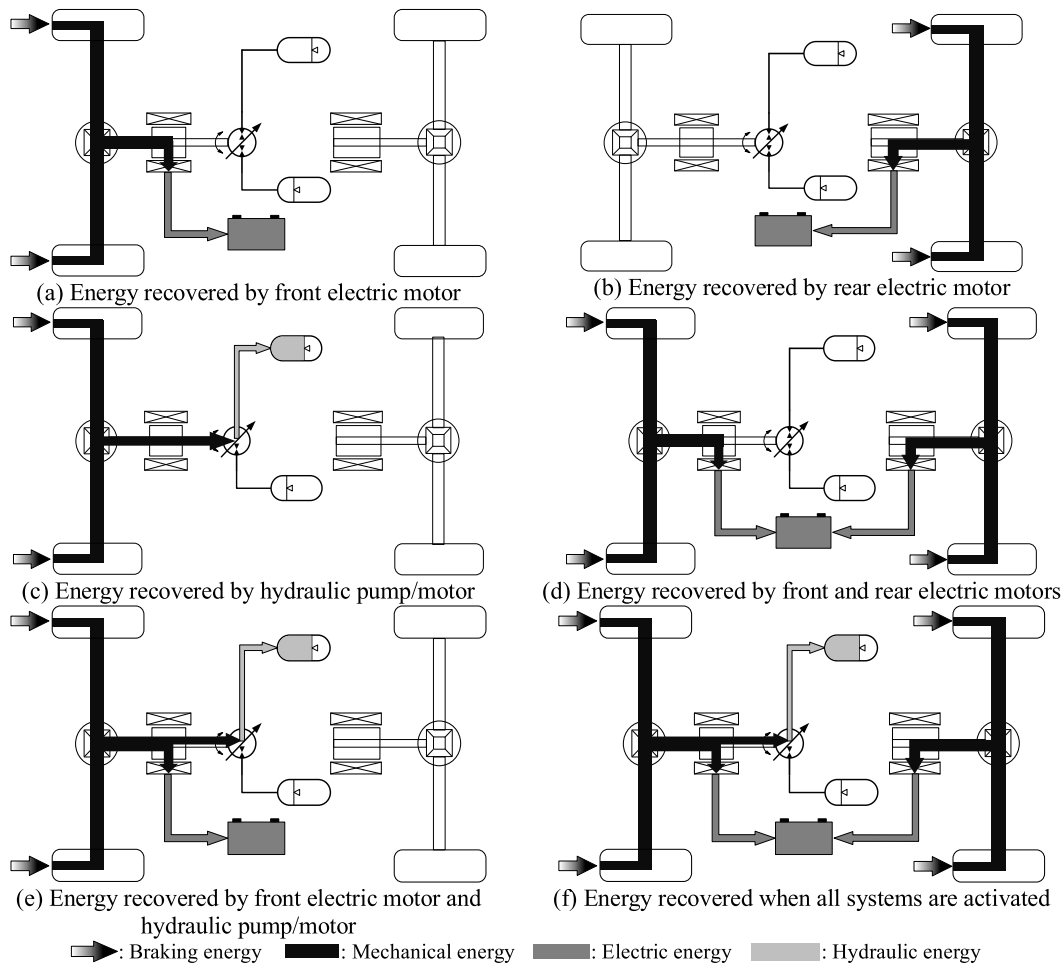 (a) Energy recovered by front electric motor
(b) Energy recovered by rear electric motor
(c) Energy recovered by hydraulic pump/motor
(d) Energy recovered by front and rear electric motors
(e) Energy recovered by front electric motor and
hydraulic pump/motor
(f) Energy recovered when all systems are activated
: Braking energy : Mechanical energy : Electric energy : Hydraulic energy